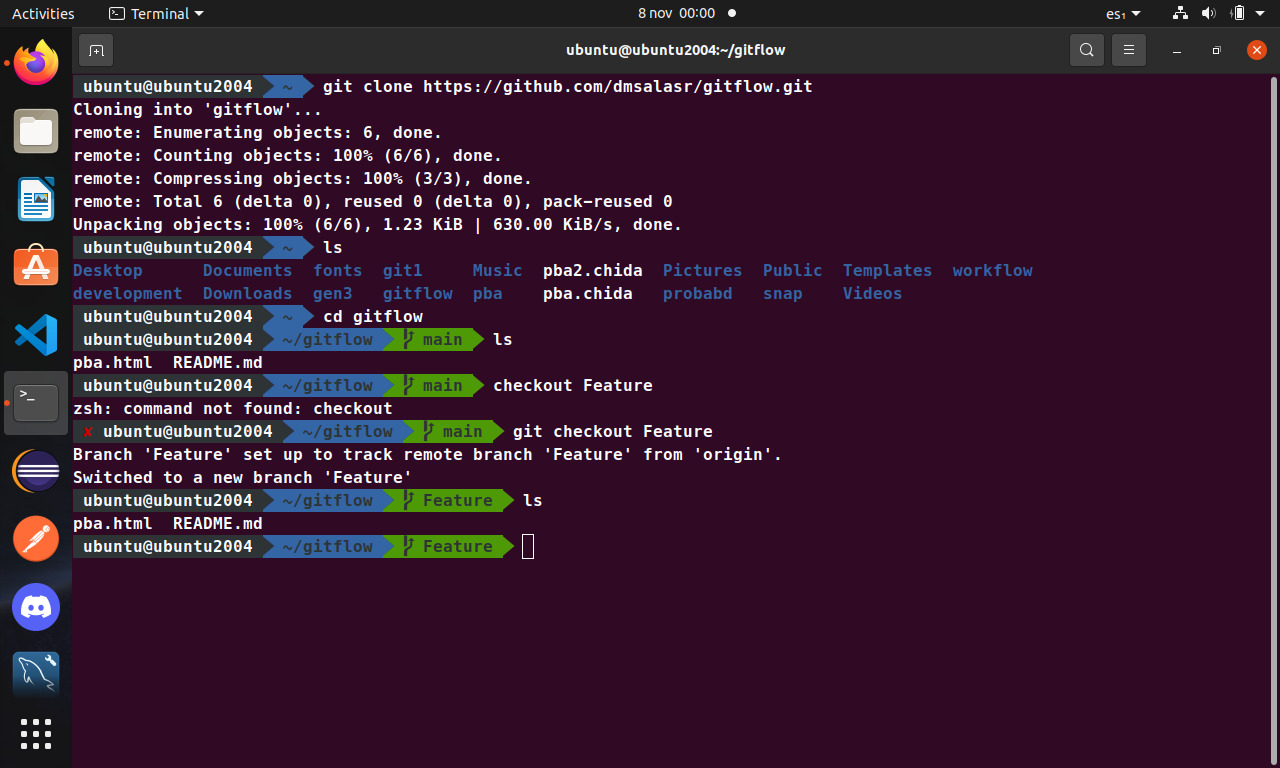 Activities Terminal 8 nov 00:00 es₁
ubuntu@ubuntu2004:~/gitflow
ubuntu@ubuntu2004 ~ git clone https://github.com/dmsalasr/gitflow.git
Cloning into 'gitflow'...
remote: Enumerating objects: 6, done.
remote: Counting objects: 100% (6/6), done.
remote: Compressing objects: 100% (3/3), done.
remote: Total 6 (delta 0), reused 0 (delta 0), pack-reused 0
Unpacking objects: 100% (6/6), 1.23 KiB | 630.00 KiB/s, done.
ubuntu@ubuntu2004 ~ ls
Desktop Documents fonts git1 Music pba2.chida Pictures Public Templates workflow
development Downloads gen3 gitflow pba pba.chida probabd snap Videos
ubuntu@ubuntu2004 ~ cd gitflow
ubuntu@ubuntu2004 ~/gitflow main ls
pba.html README.md
ubuntu@ubuntu2004 ~/gitflow main checkout Feature
zsh: command not found: checkout
✘ ubuntu@ubuntu2004 ~/gitflow main git checkout Feature
Branch 'Feature' set up to track remote branch 'Feature' from 'origin'.
Switched to a new branch 'Feature'
ubuntu@ubuntu2004 ~/gitflow Feature ls
pba.html README.md
ubuntu@ubuntu2004 ~/gitflow Feature